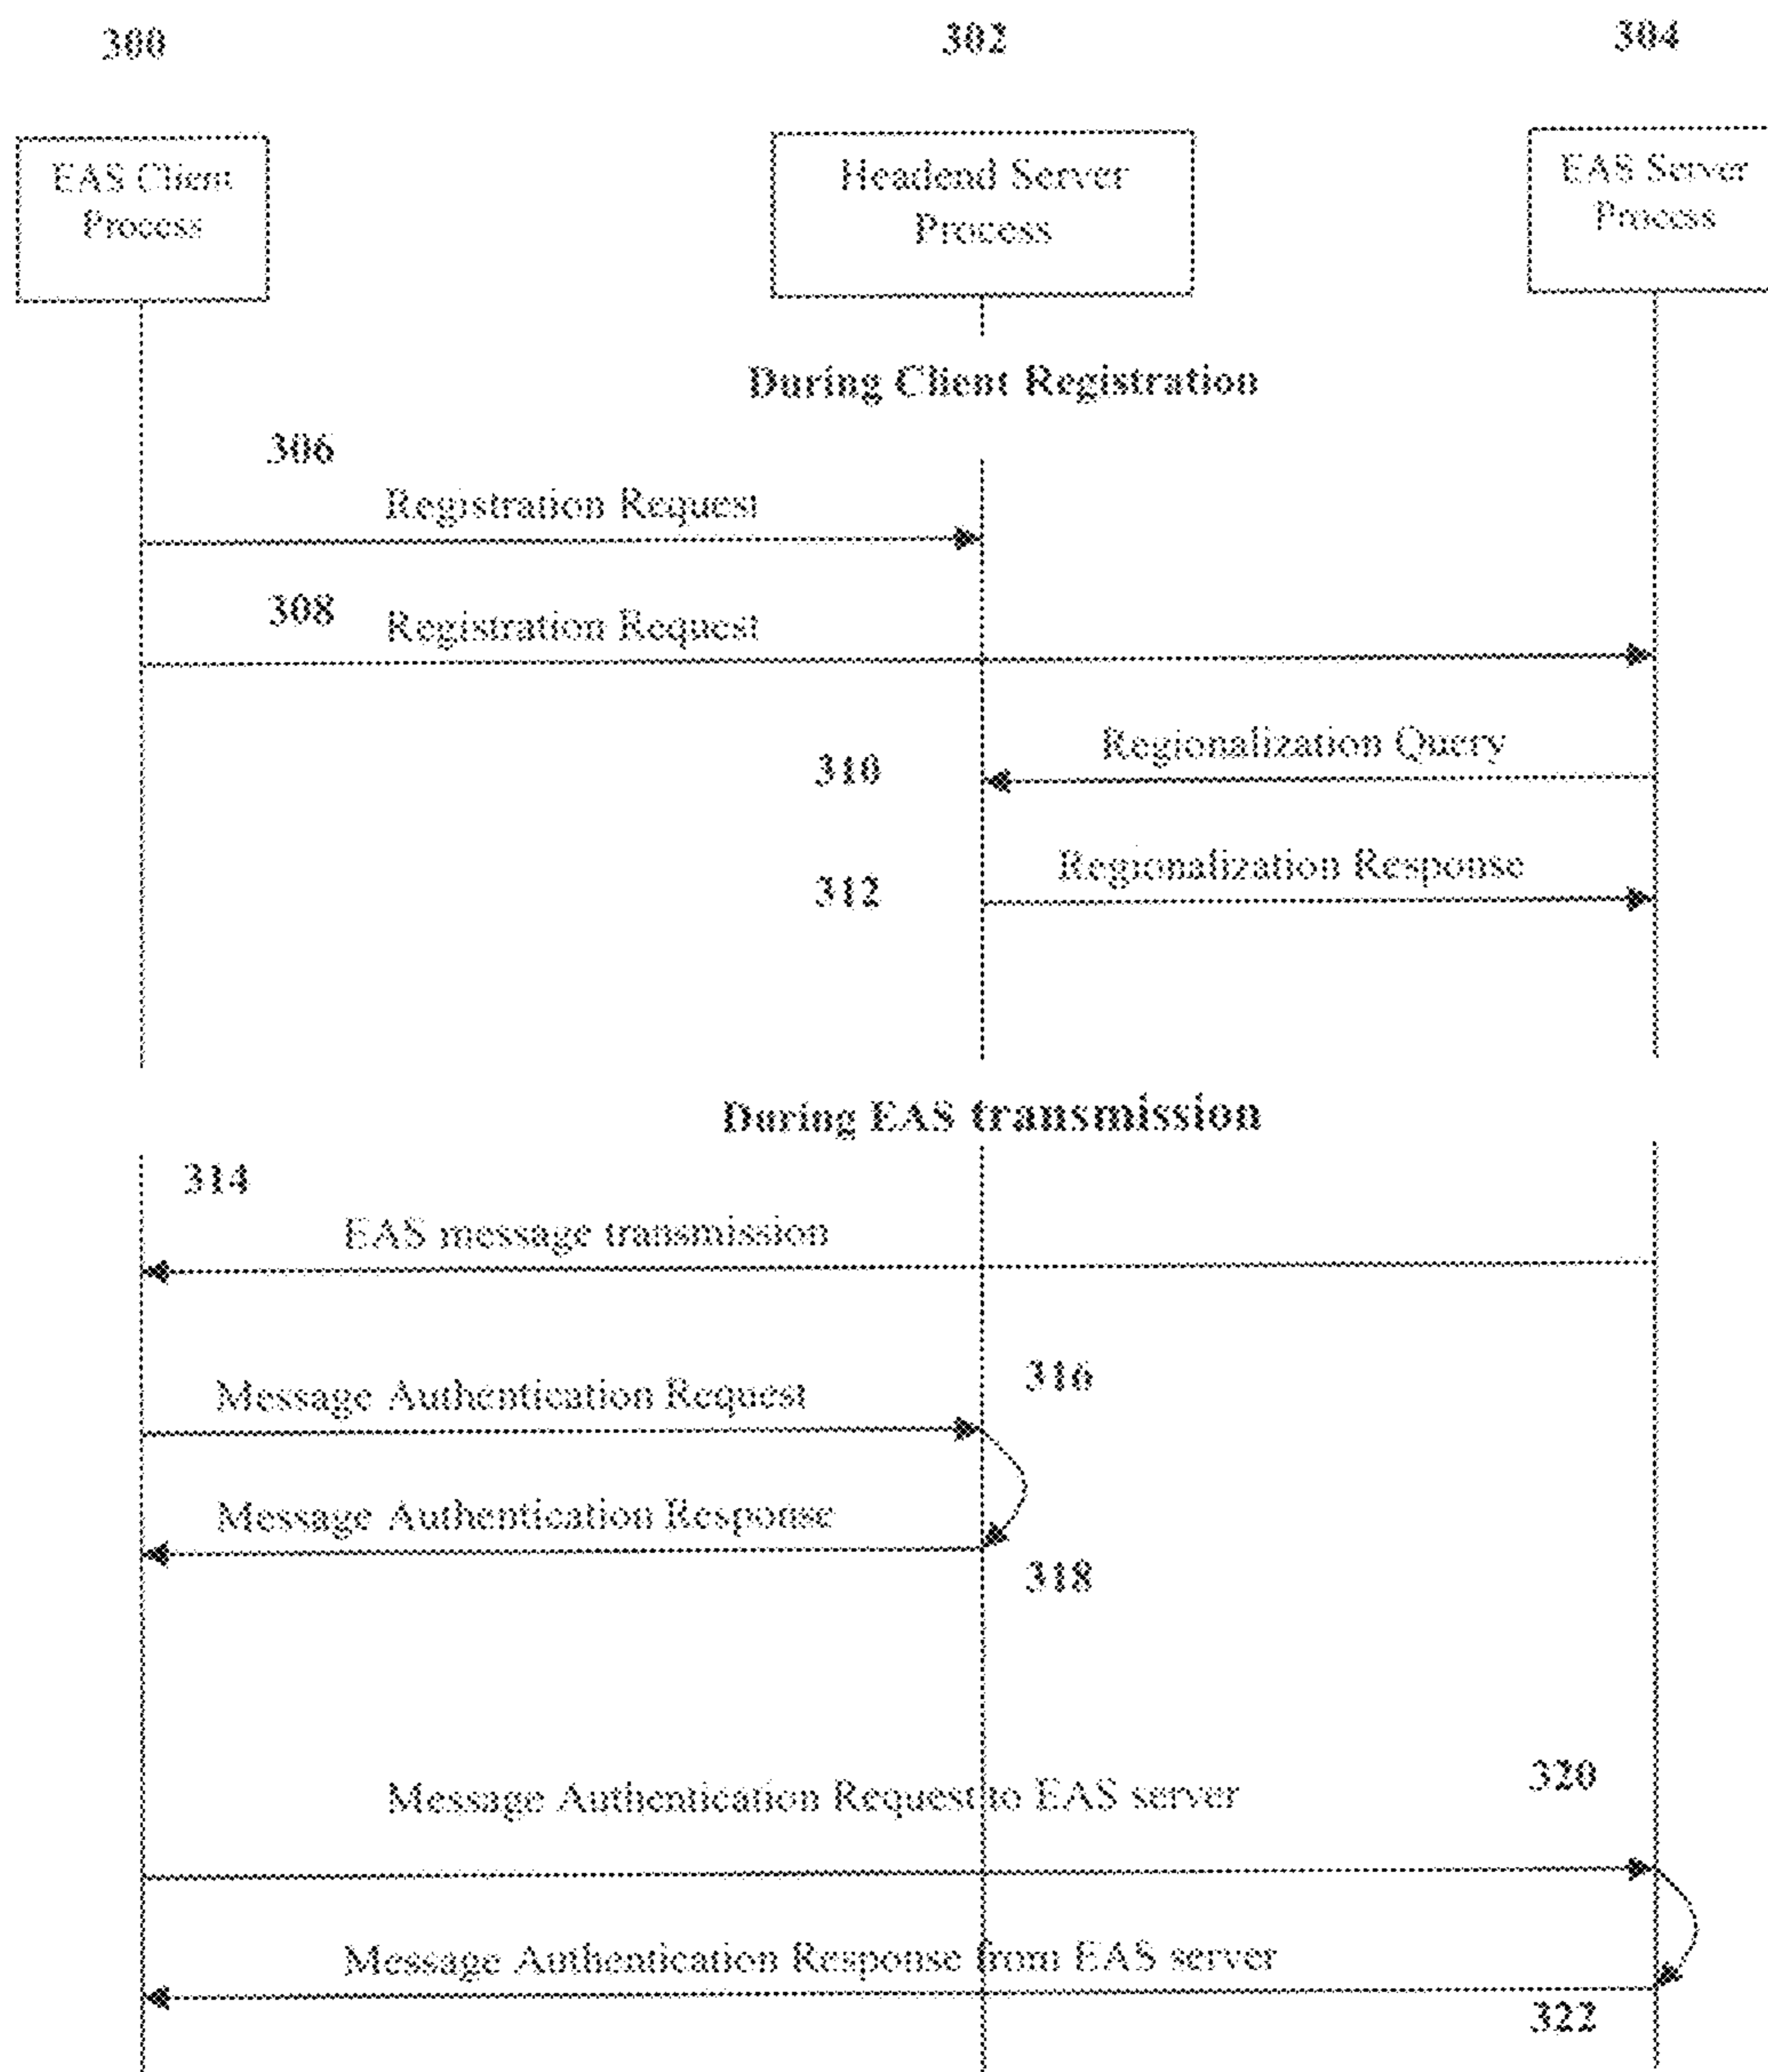 300
302
304
EAS Client
Process
Headend Server
Process
EAS Server
Process
During Client Registration
306
Registration Request
308
Registration Request
Regionalization Query
310
Regionalization Response
312
During EAS transmission
314
EAS message transmission
316
Message Authentication Request
Message Authentication Response
318
320
Message Authentication Request to EAS server
Message Authentication Response from EAS server
322